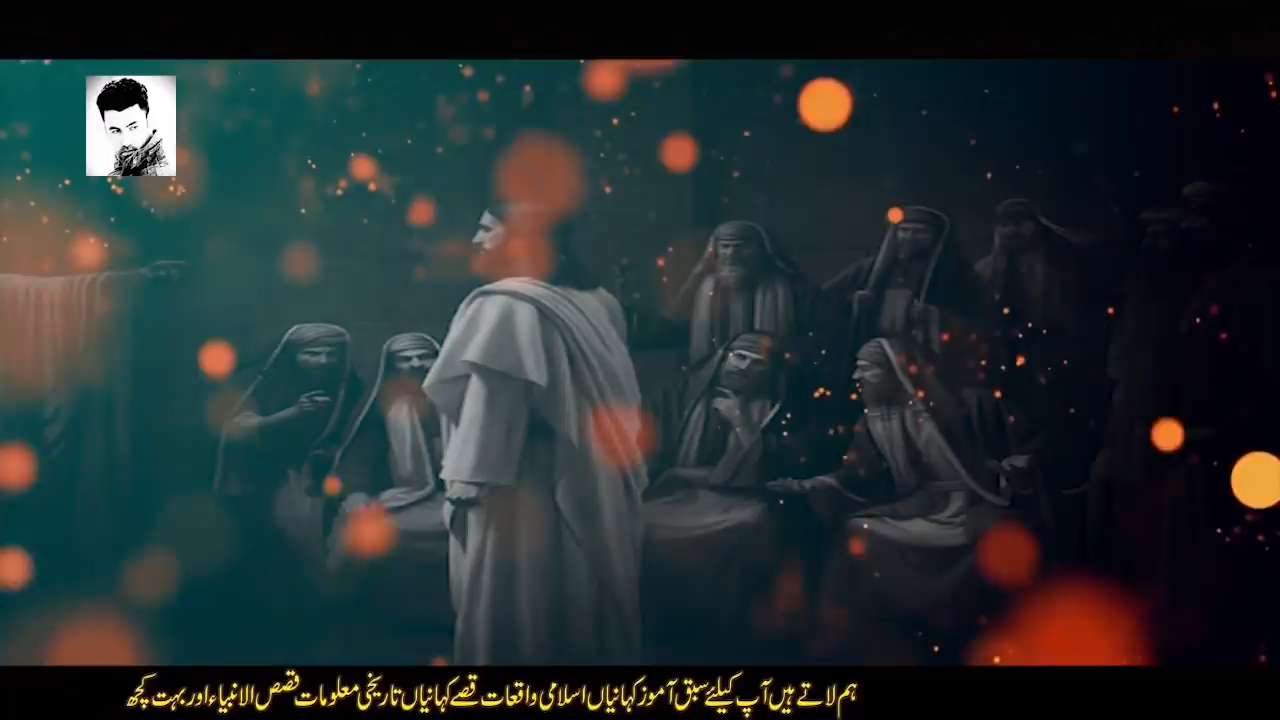 ہم لاتے ہیں آپ کیلئے سبق آموز کہانیاں اسلامی واقعات قصے کہانیاں تاریخی معلومات قصص الانبیاء اور بہت کچھ